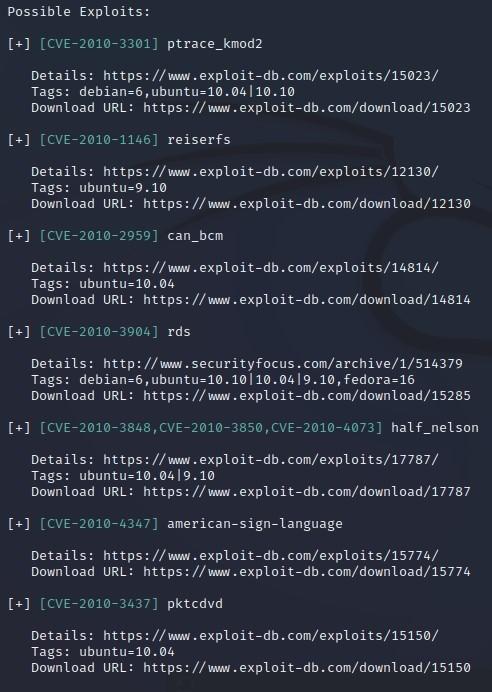 Possible Exploits:
[+] [CVE-2010-3301] ptrace_kmod2
Details: https://www.exploit-db.com/exploits/15023/
Tags: debian=6,ubuntu=10.04|10.10
Download URL: https://www.exploit-db.com/download/15023
[+] [CVE-2010-1146] reiserfs
Details: https://www.exploit-db.com/exploits/12130/
Tags: ubuntu=9.10
Download URL: https://www.exploit-db.com/download/12130
[+] [CVE-2010-2959] can_bcm
Details: https://www.exploit-db.com/exploits/14814/
Tags: ubuntu=10.04
Download URL: https://www.exploit-db.com/download/14814
[+] [CVE-2010-3904] rds
Details: http://www.securityfocus.com/archive/1/514379
Tags: debian=6,ubuntu=10.10|10.04|9.10,fedora=16
Download URL: https://www.exploit-db.com/download/15285
[+] [CVE-2010-3848,CVE-2010-3850,CVE-2010-4073] half_nelson
Details: https://www.exploit-db.com/exploits/17787/
Tags: ubuntu=10.04|9.10
Download URL: https://www.exploit-db.com/download/17787
[+] [CVE-2010-4347] american-sign-language
Details: https://www.exploit-db.com/exploits/15774/
Download URL: https://www.exploit-db.com/download/15774
[+] [CVE-2010-3437] pktcdvd
Details: https://www.exploit-db.com/exploits/15150/
Tags: ubuntu=10.04
Download URL: https://www.exploit-db.com/download/15150